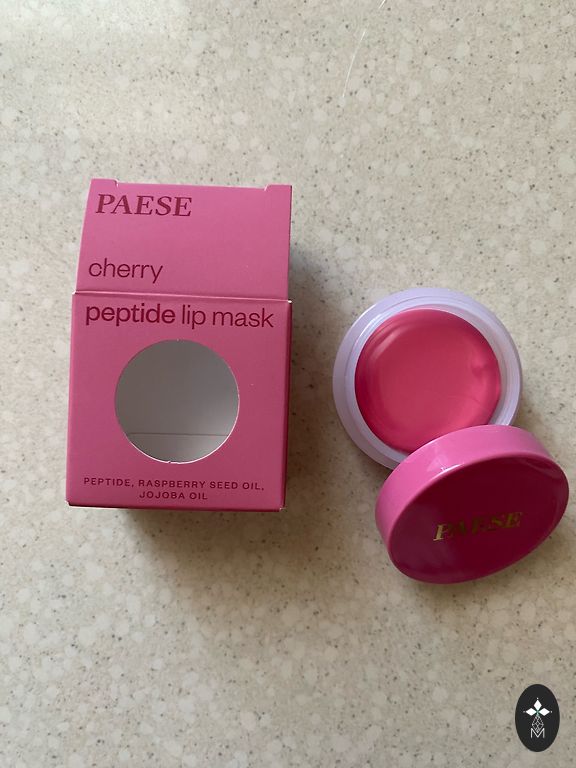 PAESE
cherry
peptide lip mask
PEPTIDE, RASPBERRY SEED OIL,
JOJOBA OIL
PAESE
M